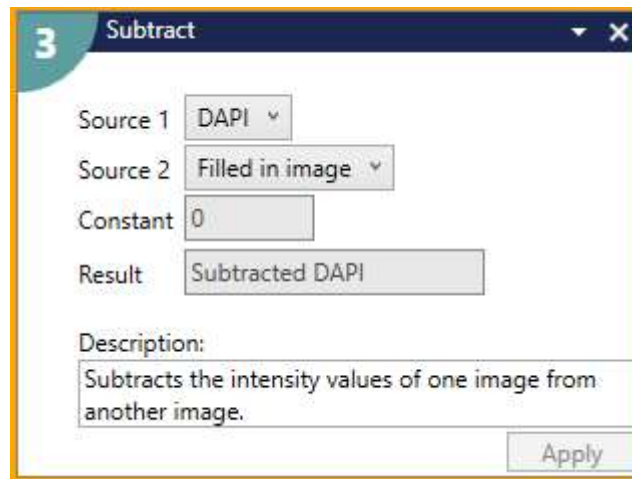 3
Subtract
Source 1 DAPI
Source 2 Filled in image
Constant 0
Result Subtracted DAPI
Description:
Subtracts the intensity values of one image from
another image.
Apply